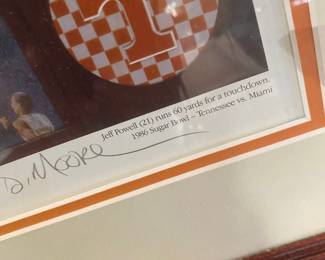 T
Jeff Powell (21) runs 60 yards for a touchdown.
1986 Sugar Bowl – Tennessee vs. Miami
D. Moore